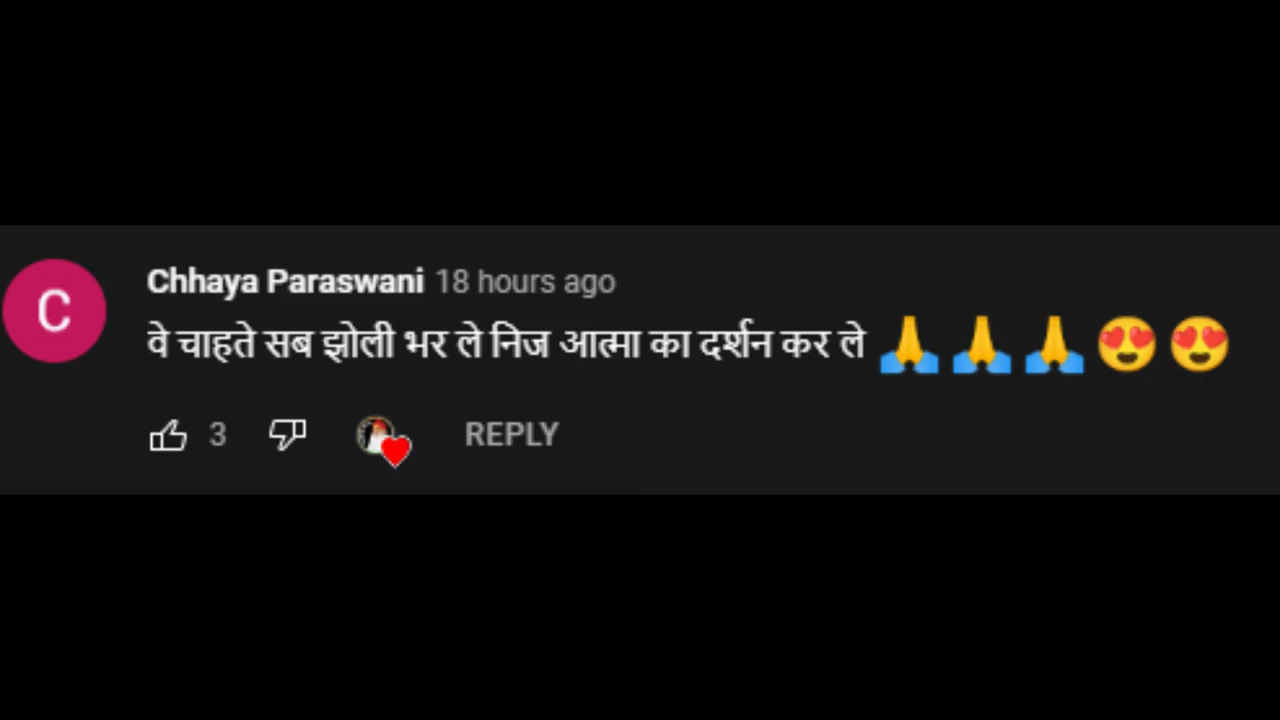 C
Chhaya Paraswani 18 hours ago
वे चाहते सब झोली भर ले निज आत्मा का दर्शन कर ले 🙏🙏🙏😍😍
3 REPLY